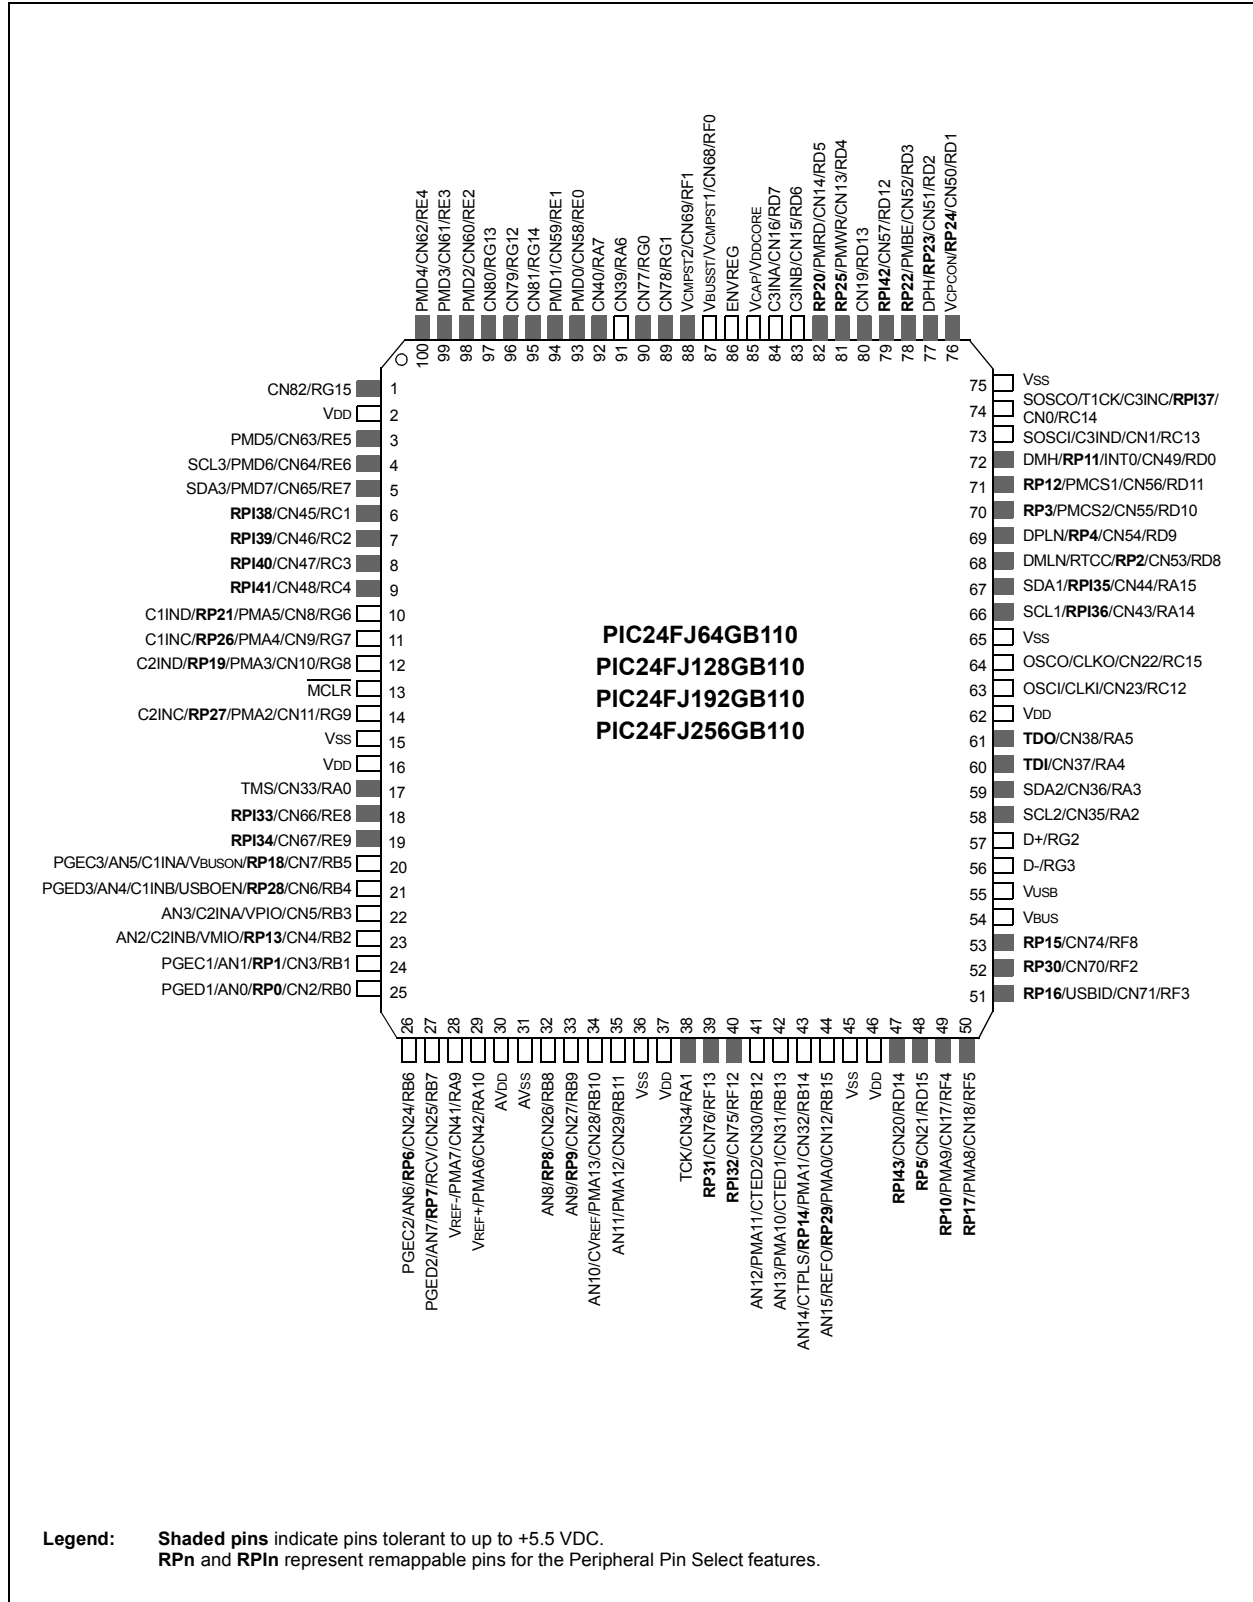 PMD4/CN62/RE4
PMD3/CN61/RE3
PMD2/CN60/RE2
CN80/RG13
CN79/RG12
CN81/RG14
PMD1/CN59/RE1
PMD0/CN58/RE0
CN40/RA7
CN39/RA6
CN77/RG0
CN78/RG1
VCMPST2/CN69/RF1
VBUSST/VCMPST1/CN68/RF0
ENVREG
VCAP/VDDCORE
C3INA/CN16/RD7
C3INB/CN15/RD6
RP20/PMRD/CN14/RD5
RP25/PMWR/CN13/RD4
CN19/RD13
RPI42/CN57/RD12
RP22/PMBE/CN52/RD3
DPH/RP23/CN51/RD2
VCPCON/RP24/CN50/RD1
100 99 98 97 96 95 94 93 92 91 90 89 88 87 86 85 84 83 82 81 80 79 78 77 76
CN82/RG15 1
VDD 2
PMD5/CN63/RE5 3
SCL3/PMD6/CN64/RE6 4
SDA3/PMD7/CN65/RE7 5
RPI38/CN45/RC1 6
RPI39/CN46/RC2 7
RPI40/CN47/RC3 8
RPI41/CN48/RC4 9
C1IND/RP21/PMA5/CN8/RG6 10
C1INC/RP26/PMA4/CN9/RG7 11
C2IND/RP19/PMA3/CN10/RG8 12
MCLR 13
C2INC/RP27/PMA2/CN11/RG9 14
VSS 15
VDD 16
TMS/CN33/RA0 17
RPI33/CN66/RE8 18
RPI34/CN67/RE9 19
PGEC3/AN5/C1INA/VBUSON/RP18/CN7/RB5 20
PGED3/AN4/C1INB/USBOEN/RP28/CN6/RB4 21
AN3/C2INA/VPIO/CN5/RB3 22
AN2/C2INB/VMIO/RP13/CN4/RB2 23
PGEC1/AN1/RP1/CN3/RB1 24
PGED1/AN0/RP0/CN2/RB0 25
PIC24FJ64GB110
PIC24FJ128GB110
PIC24FJ192GB110
PIC24FJ256GB110
75 VSS
74 SOSCO/T1CK/C3INC/RPI37/
CN0/RC14
73 SOSCI/C3IND/CN1/RC13
72 DMH/RP11/INT0/CN49/RD0
71 RP12/PMCS1/CN56/RD11
70 RP3/PMCS2/CN55/RD10
69 DPLN/RP4/CN54/RD9
68 DMLN/RTCC/RP2/CN53/RD8
67 SDA1/RPI35/CN44/RA15
66 SCL1/RPI36/CN43/RA14
65 VSS
64 OSCO/CLKO/CN22/RC15
63 OSCI/CLKI/CN23/RC12
62 VDD
61 TDO/CN38/RA5
60 TDI/CN37/RA4
59 SDA2/CN36/RA3
58 SCL2/CN35/RA2
57 D+/RG2
56 D-/RG3
55 VUSB
54 VBUS
53 RP15/CN74/RF8
52 RP30/CN70/RF2
51 RP16/USBID/CN71/RF3
26 27 28 29 30 31 32 33 34 35 36 37 38 39 40 41 42 43 44 45 46 47 48 49 50
PGEC2/AN6/RP6/CN24/RB6
PGED2/AN7/RP7/RCV/CN25/RB7
VREF-/PMA7/CN41/RA9
VREF+/PMA6/CN42/RA10
AVDD
AVSS
AN8/RP8/CN26/RB8
AN9/RP9/CN27/RB9
AN10/CVREF/PMA13/CN28/RB10
AN11/PMA12/CN29/RB11
VSS
VDD
TCK/CN34/RA1
RP31/CN76/RF13
RPI32/CN75/RF12
AN12/PMA11/CTED2/CN30/RB12
AN13/PMA10/CTED1/CN31/RB13
AN14/CTPLS/RP14/PMA1/CN32/RB14
AN15/REFO/RP29/PMA0/CN12/RB15
VSS
VDD
RPI43/CN20/RD14
RP5/CN21/RD15
RP10/PMA9/CN17/RF4
RP17/PMA8/CN18/RF5
Legend: Shaded pins indicate pins tolerant to up to +5.5 VDC.
RPn and RPIn represent remappable pins for the Peripheral Pin Select features.